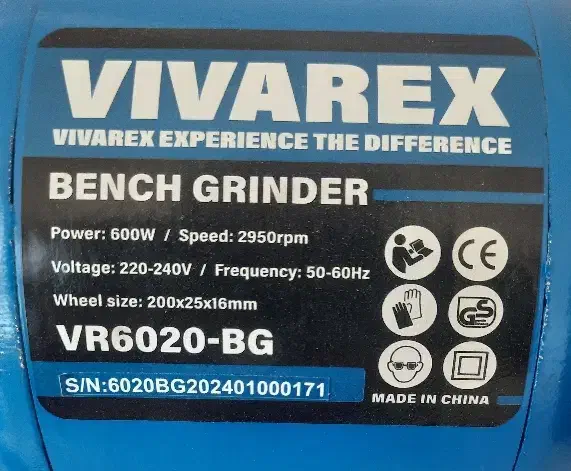 VIVAREX
VIVAREX EXPERIENCE THE DIFFERENCE
BENCH GRINDER
Power: 600W / Speed: 2950rpm
Voltage: 220-240V / Frequency: 50-60Hz
Wheel size: 200x25x16mm
VR6020-BG
S/N:6020BG202401000171
CE
GS
MADE IN CHINA